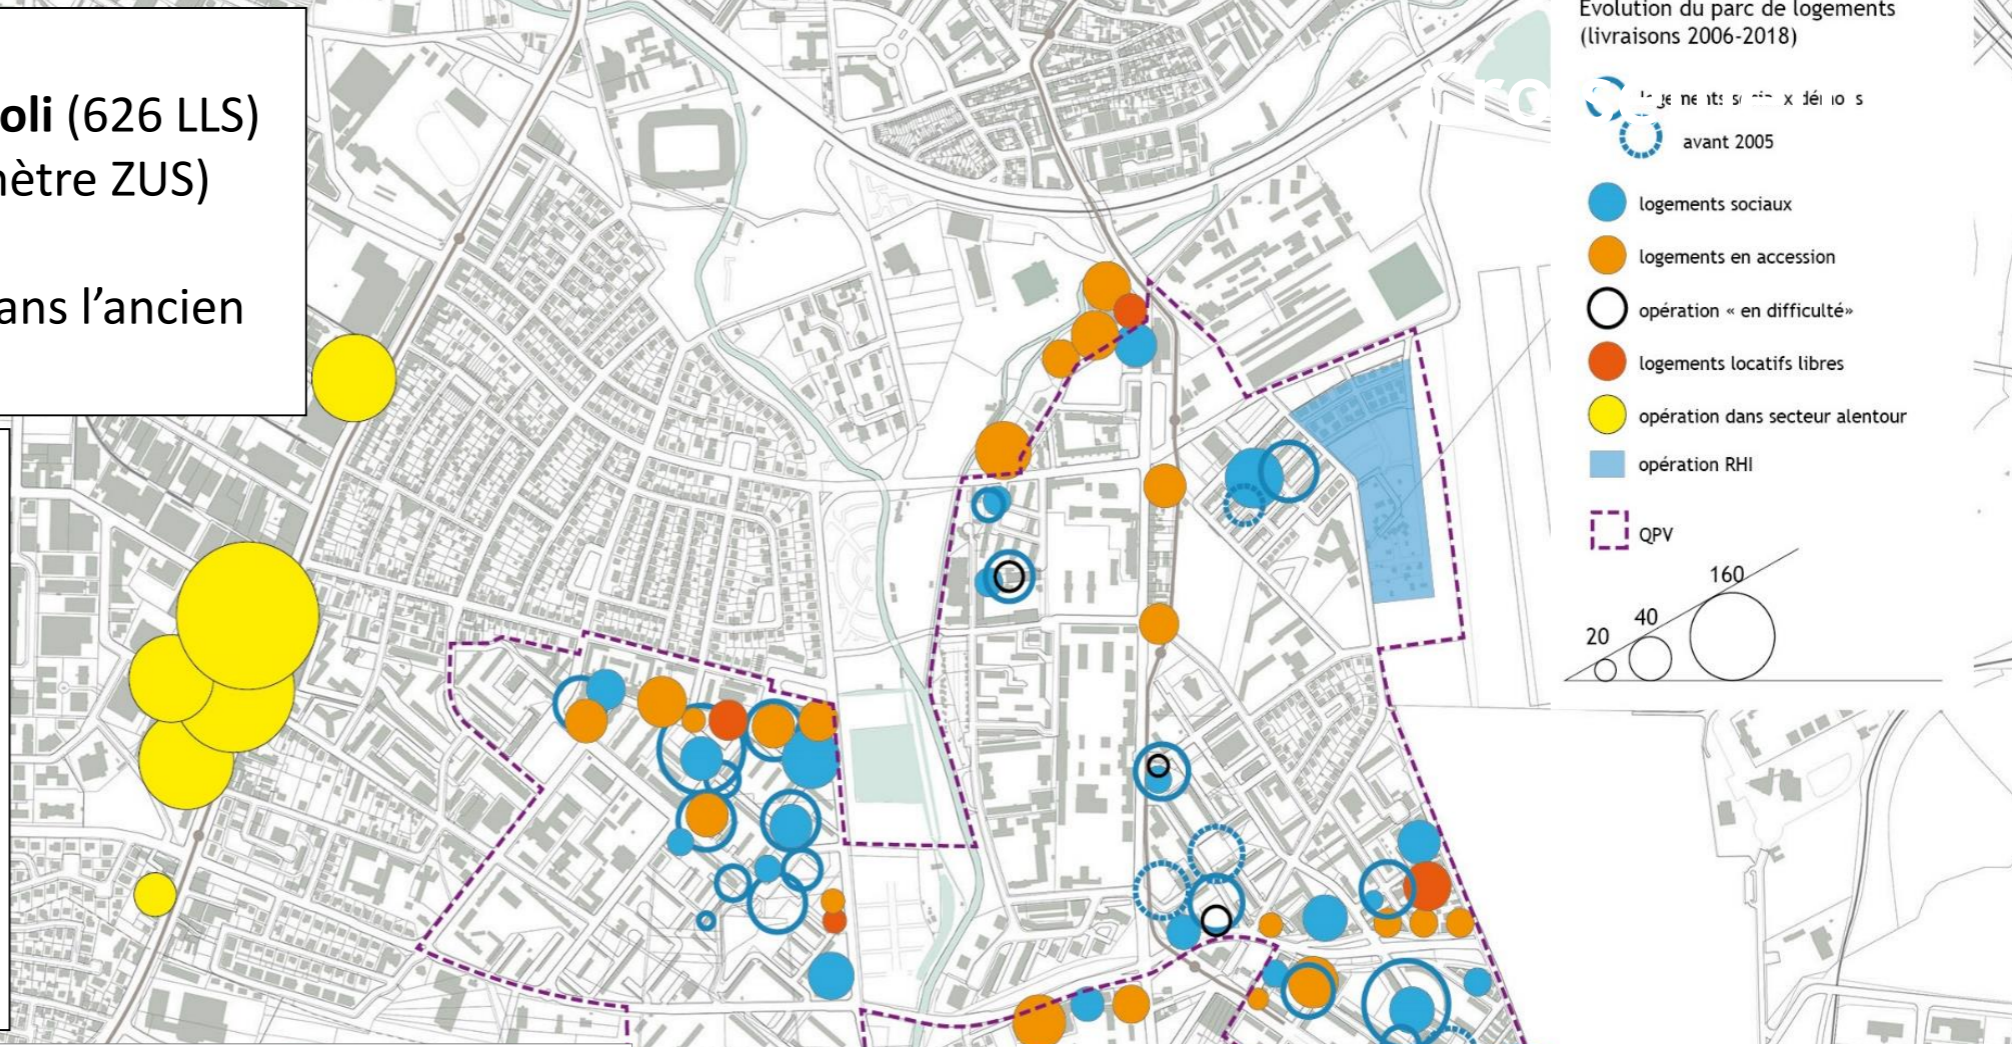 oli (626 LLS)
ètre ZUS)
ans l’ancien
Evolution du parc de logements
(livraisons 2006-2018)
avant 2005
logements sociaux
logements en accession
opération « en difficulté»
logements locatifs libres
opération dans secteur alentour
opération RHI
QPV
160
40
20